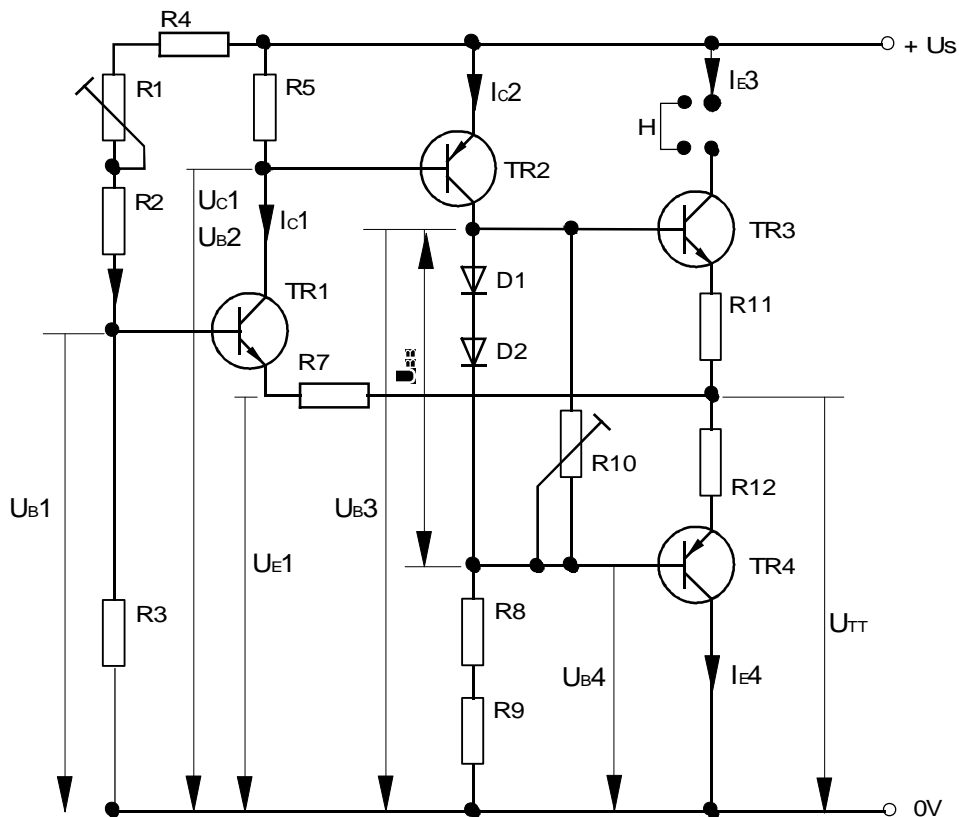 R4
+ Us
R1
R5
IC2
IE3
H
TR2
R2
UC1
UB2
IC1
TR3
D1
TR1
R11
R7
D2
R10
R12
UB1
UB3
UE1
TR4
R3
R8
UTT
UB4
IE4
R9
0V